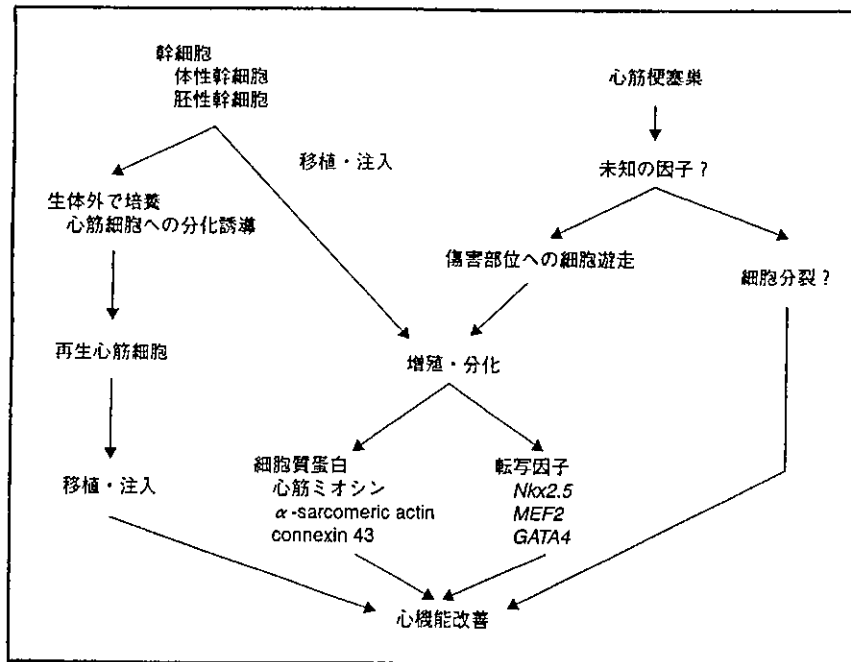 幹細胞
体性幹細胞
胚性幹細胞
心筋梗塞巣
移植・注入
未知の因子？
生体外で培養
心筋細胞への分化誘導
傷害部位への細胞遊走
細胞分裂？
再生心筋細胞
増殖・分化
移植・注入
細胞質蛋白
心筋ミオシン
α-sarcomeric actin
connexin 43
転写因子
Nkx2.5
MEF2
GATA4
心機能改善